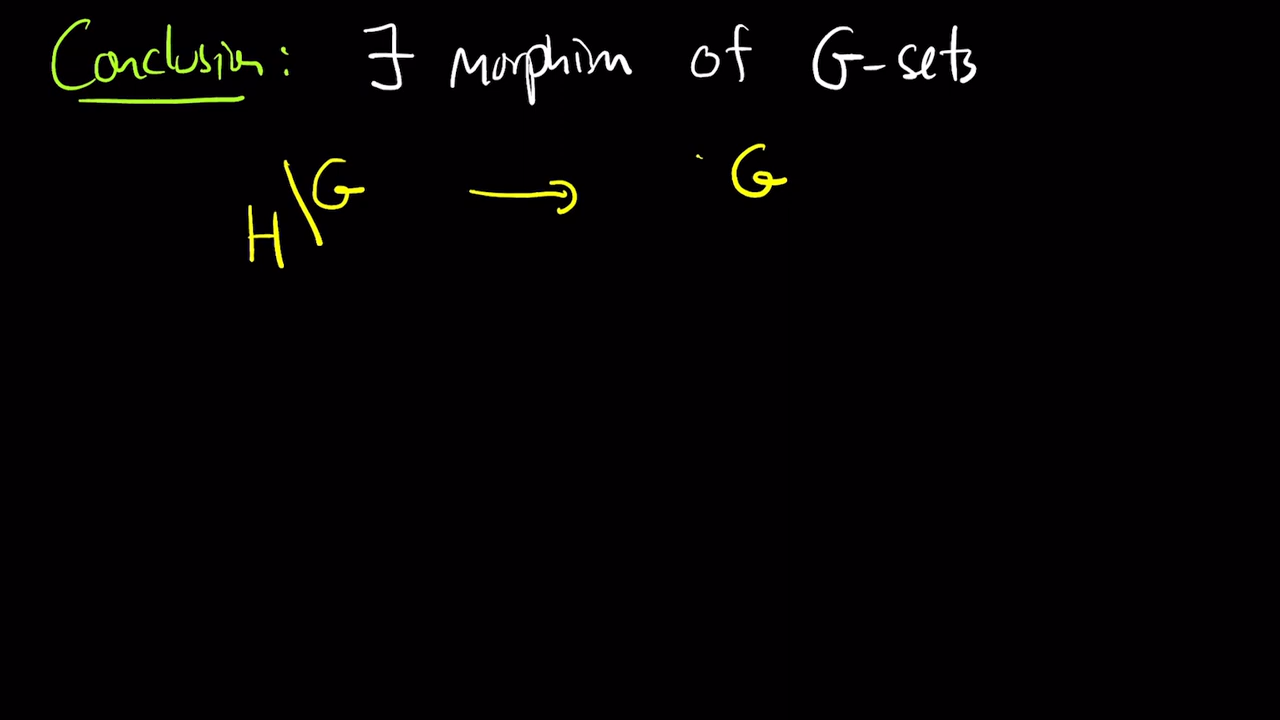 Conclusion: ∃ morphism of G-sets
H\G → G